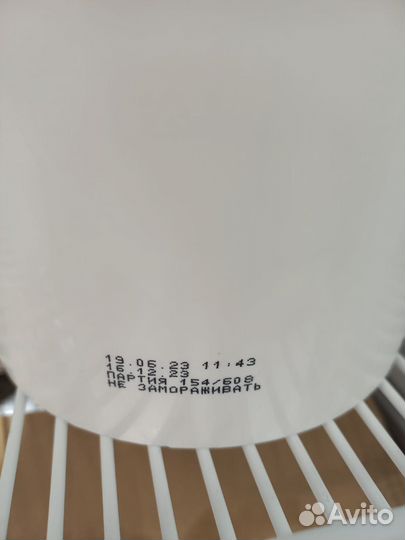 19.06.23 11:43
16.12.23
ПАРТИЯ 154/608
НЕ ЗАМОРАЖИВАТЬ
Avito